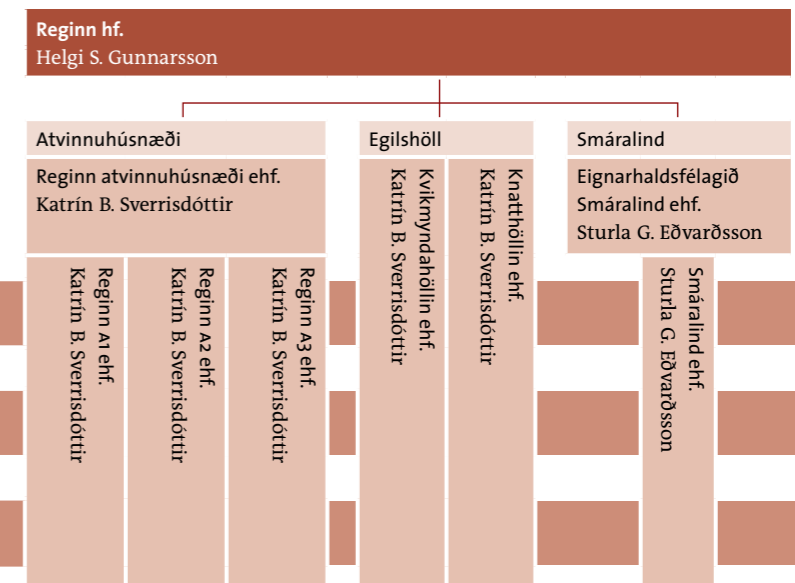 Reginn hf.
Helgi S. Gunnarsson
Atvinnuhúsnæði
Reginn atvinnuhúsnæði ehf.
Katrín B. Sverrisdóttir
Reginn A1 ehf.
Katrín B. Sverrisdóttir
Reginn A2 ehf.
Katrín B. Sverrisdóttir
Reginn A3 ehf.
Katrín B. Sverrisdóttir
Egilshöll
Kvikmyndahöllin ehf.
Katrín B. Sverrisdóttir
Knatthöllin ehf.
Katrín B. Sverrisdóttir
Smáralind
Eignarhaldsfélagið
Smáralind ehf.
Sturla G. Eðvarðsson
Smáralind ehf.
Sturla G. Eðvarðsson